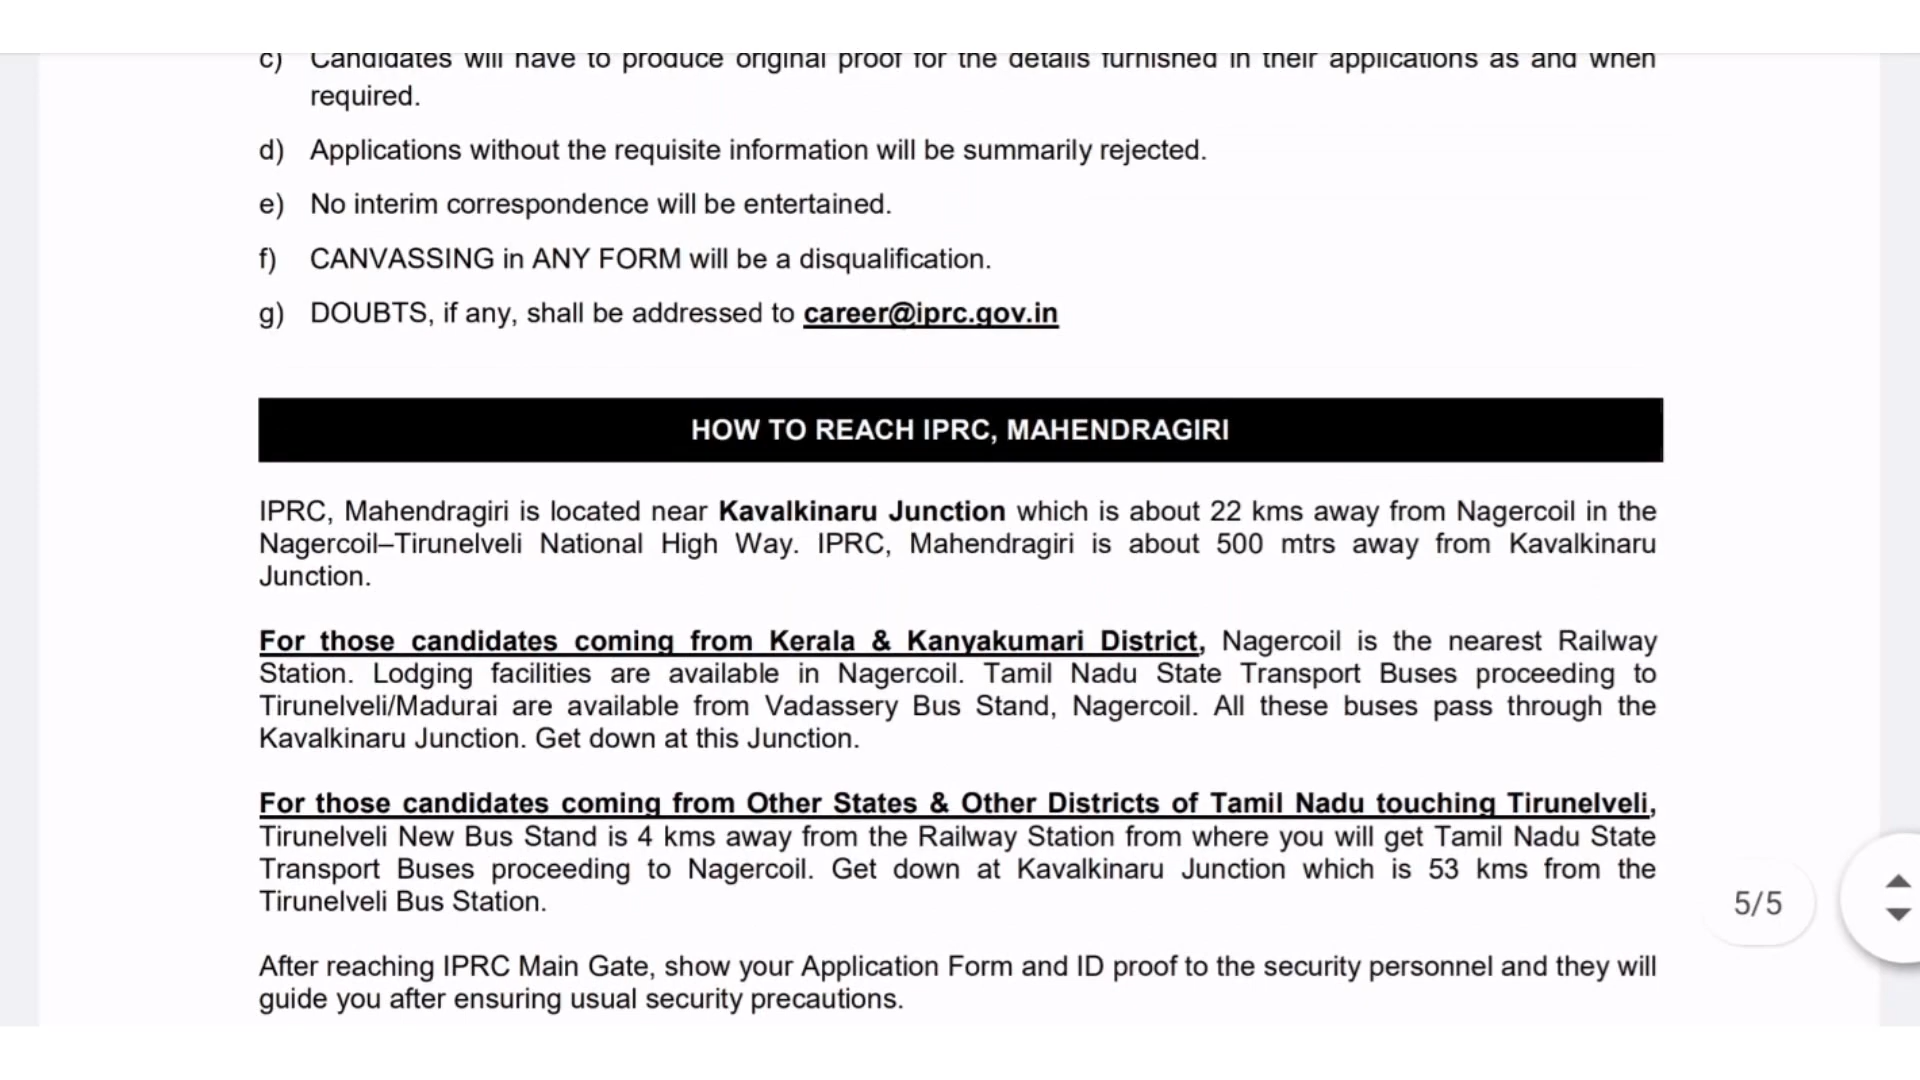 c) Candidates will have to produce original proof for the details furnished in their applications as and when
required.
d) Applications without the requisite information will be summarily rejected.
e) No interim correspondence will be entertained.
f) CANVASSING in ANY FORM will be a disqualification.
g) DOUBTS, if any, shall be addressed to career@iprc.gov.in
HOW TO REACH IPRC, MAHENDRAGIRI
IPRC, Mahendragiri is located near Kavalkinaru Junction which is about 22 kms away from Nagercoil in the
Nagercoil–Tirunelveli National High Way. IPRC, Mahendragiri is about 500 mtrs away from Kavalkinaru
Junction.
For those candidates coming from Kerala & Kanyakumari District, Nagercoil is the nearest Railway
Station. Lodging facilities are available in Nagercoil. Tamil Nadu State Transport Buses proceeding to
Tirunelveli/Madurai are available from Vadassery Bus Stand, Nagercoil. All these buses pass through the
Kavalkinaru Junction. Get down at this Junction.
For those candidates coming from Other States & Other Districts of Tamil Nadu touching Tirunelveli,
Tirunelveli New Bus Stand is 4 kms away from the Railway Station from where you will get Tamil Nadu State
Transport Buses proceeding to Nagercoil. Get down at Kavalkinaru Junction which is 53 kms from the
Tirunelveli Bus Station.
5/5
After reaching IPRC Main Gate, show your Application Form and ID proof to the security personnel and they will
guide you after ensuring usual security precautions.